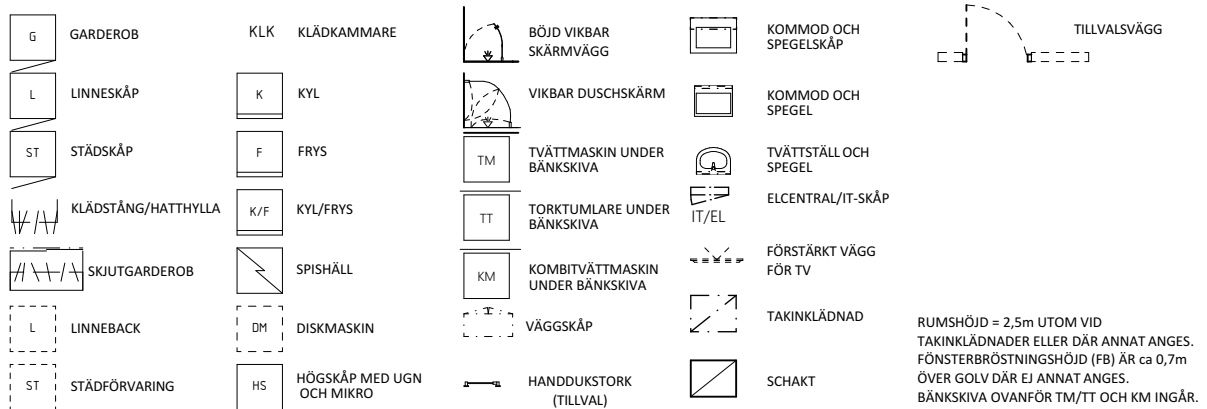 G
GARDEROB
L
LINNESKÅP
ST
STÄDSKÅP
KLÄDSTÅNG/HATTHYLLA
SKJUTGARDEROB
L
LINNEBACK
ST
STÄDFÖRVARING
KLK
KLÄDKAMMARE
K
KYL
F
FRYS
K/F
KYL/FRYS
SPISHÄLL
DM
DISKMASKIN
HS
HÖGSKÅP MED UGN
OCH MIKRO
BÖJD VIKBAR
SKÄRMVÄGG
VIKBAR DUSCHSKÄRM
TM
TVÄTTMASKIN UNDER
BÄNKSKIVA
TT
TORKTUMLARE UNDER
BÄNKSKIVA
KM
KOMBITVÄTTMASKIN
UNDER BÄNKSKIVA
VÄGGSKÅP
HANDDUKSTORK
(TILLVAL)
KOMMOD OCH
SPEGELSKÅP
KOMMOD OCH
SPEGEL
TVÄTTSTÄLL OCH
SPEGEL
IT/EL
ELCENTRAL/IT-SKÅP
FÖRSTÄRKT VÄGG
FÖR TV
TAKINKLÄDNAD
SCHAKT
TILLVALSVÄGG
RUMSHÖJD = 2,5m UTOM VID
TAKINKLÄDNADER ELLER DÄR ANNAT ANGES.
FÖNSTERBRÖSTNINGSHÖJD (FB) ÄR ca 0,7m
ÖVER GOLV DÄR EJ ANNAT ANGES.
BÄNKSKIVA OVANFÖR TM/TT OCH KM INGÅR.